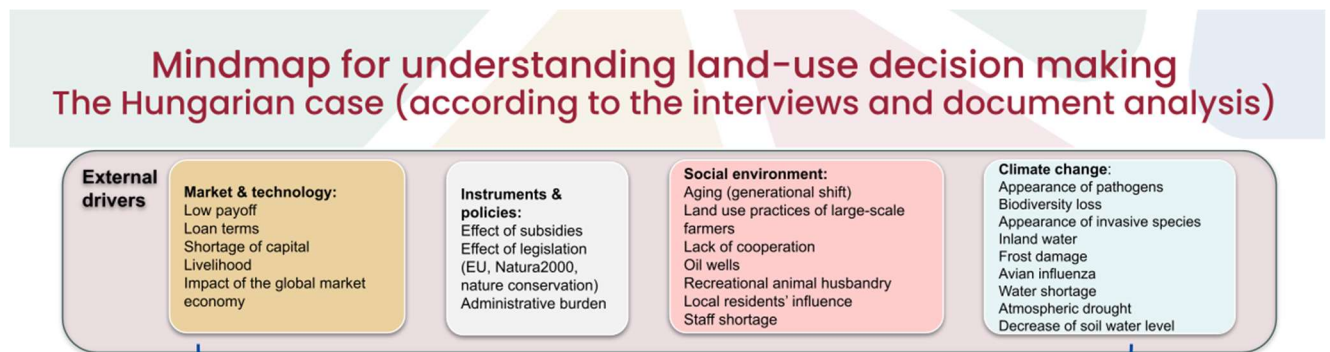 Mindmap for understanding land-use decision making
The Hungarian case (according to the interviews and document analysis)
External
drivers
Market & technology:
Low payoff
Loan terms
Shortage of capital
Livelihood
Impact of the global market
economy
Instruments &
policies:
Effect of subsidies
Effect of legislation
(EU, Natura2000,
nature conservation)
Administrative burden
Social environment:
Aging (generational shift)
Land use practices of large-scale
farmers
Lack of cooperation
Oil wells
Recreational animal husbandry
Local residents' influence
Staff shortage
Climate change:
Appearance of pathogens
Biodiversity loss
Appearance of invasive species
Inland water
Frost damage
Avian influenza
Water shortage
Atmospheric drought
Decrease of soil water level